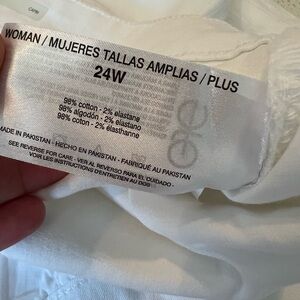 WOMAN / MUJERES TALLAS AMPLIAS / PLUS
24W
98% cotton - 2% elastane
98% algodón - 2% elastano
98% coton - 2% élasthanne
MADE IN PAKISTAN - HECHO EN PAKISTÁN - FABRIQUÉ AU PAKISTAN
SEE REVERSE FOR CARE - VER AL REVERSO PARA EL CUIDADO -
VOIR LES INSTRUCTIONS D'ENTRETIEN AU DOS